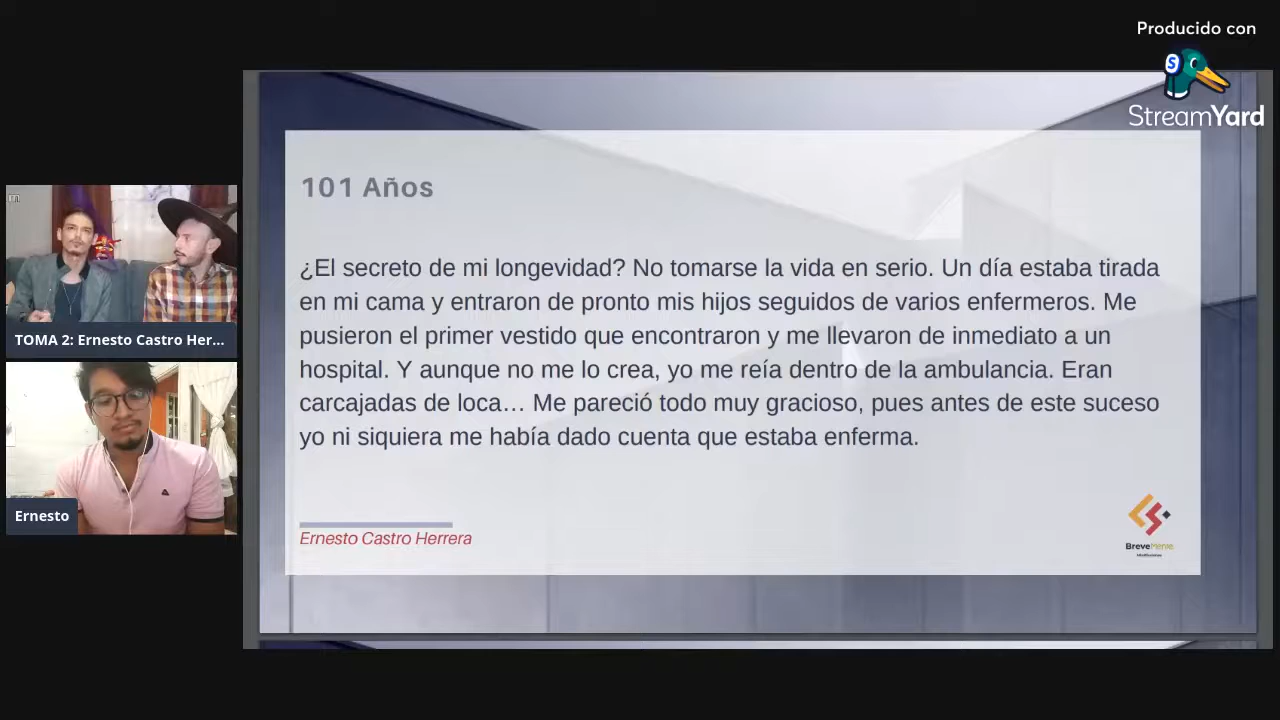 Producido con
StreamYard
101 Años
¿El secreto de mi longevidad? No tomarse la vida en serio. Un día estaba tirada
en mi cama y entraron de pronto mis hijos seguidos de varios enfermeros. Me
pusieron el primer vestido que encontraron y me llevaron de inmediato a un
hospital. Y aunque no me lo crea, yo me reía dentro de la ambulancia. Eran
carcajadas de loca… Me pareció todo muy gracioso, pues antes de este suceso
yo ni siquiera me había dado cuenta que estaba enferma.
Ernesto Castro Herrera
BreveMente
TOMA 2: Ernesto Castro Her...
Ernesto